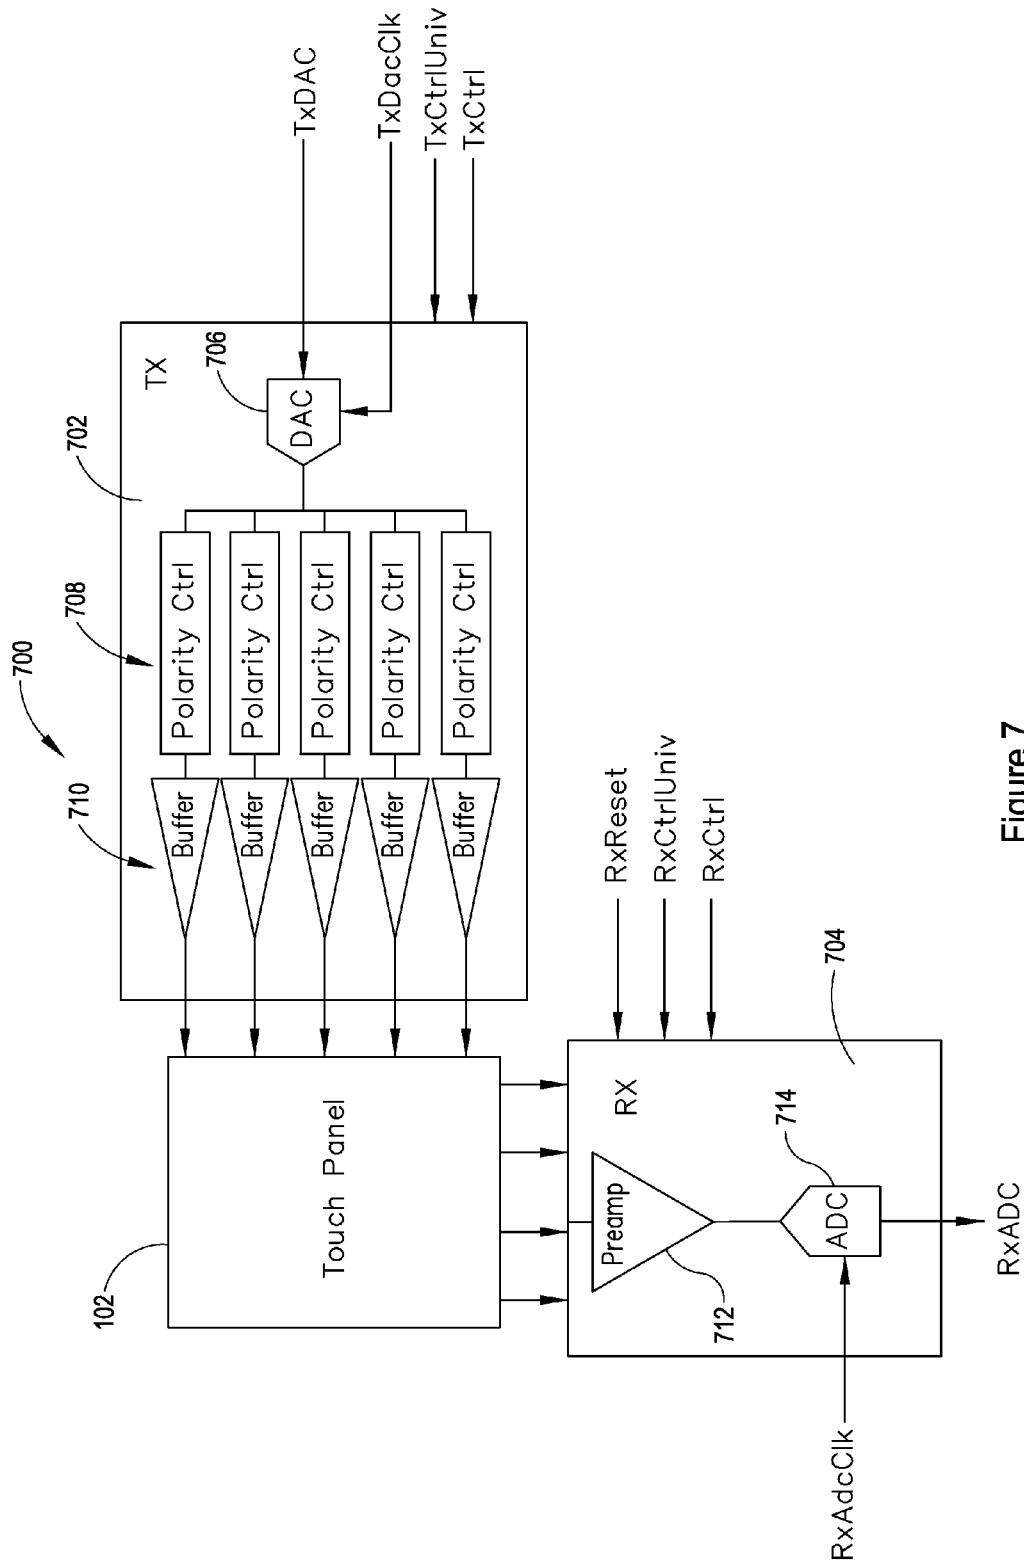 700
710
708
702
706
TX
TxDAC
TxDacClk
TxCtrlUniv
TxCtrl
DAC
Polarity Ctrl
Polarity Ctrl
Polarity Ctrl
Polarity Ctrl
Polarity Ctrl
Buffer
Buffer
Buffer
Buffer
Buffer
102
Touch Panel
RxReset
RxCtrlUniv
RxCtrl
RX
704
Preamp
712
714
ADC
RxAdcClk
RxADC
Figure 7